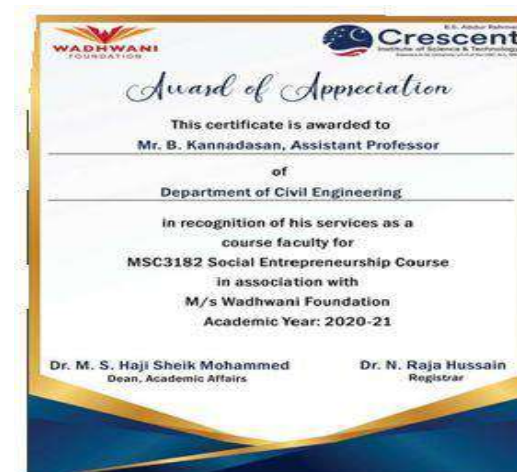 WADHWANI
FOUNDATION
B.S. Abdur Rahman
Crescent
Institute of Science & Technology
Award of Appreciation
This certificate is awarded to
Mr. B. Kannadasan, Assistant Professor
of
Department of Civil Engineering
in recognition of his services as a
course faculty for
MSC3182 Social Entrepreneurship Course
in association with
M/s Wadhwani Foundation
Academic Year: 2020-21
Dr. M. S. Haji Sheik Mohammed
Dean, Academic Affairs
Dr. N. Raja Hussain
Registrar